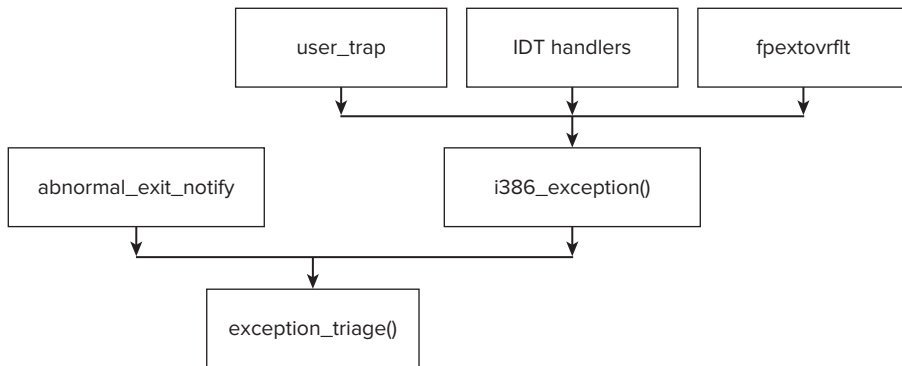 user_trap
IDT handlers
fpextovrflt
abnormal_exit_notify
i386_exception()
exception_triage()